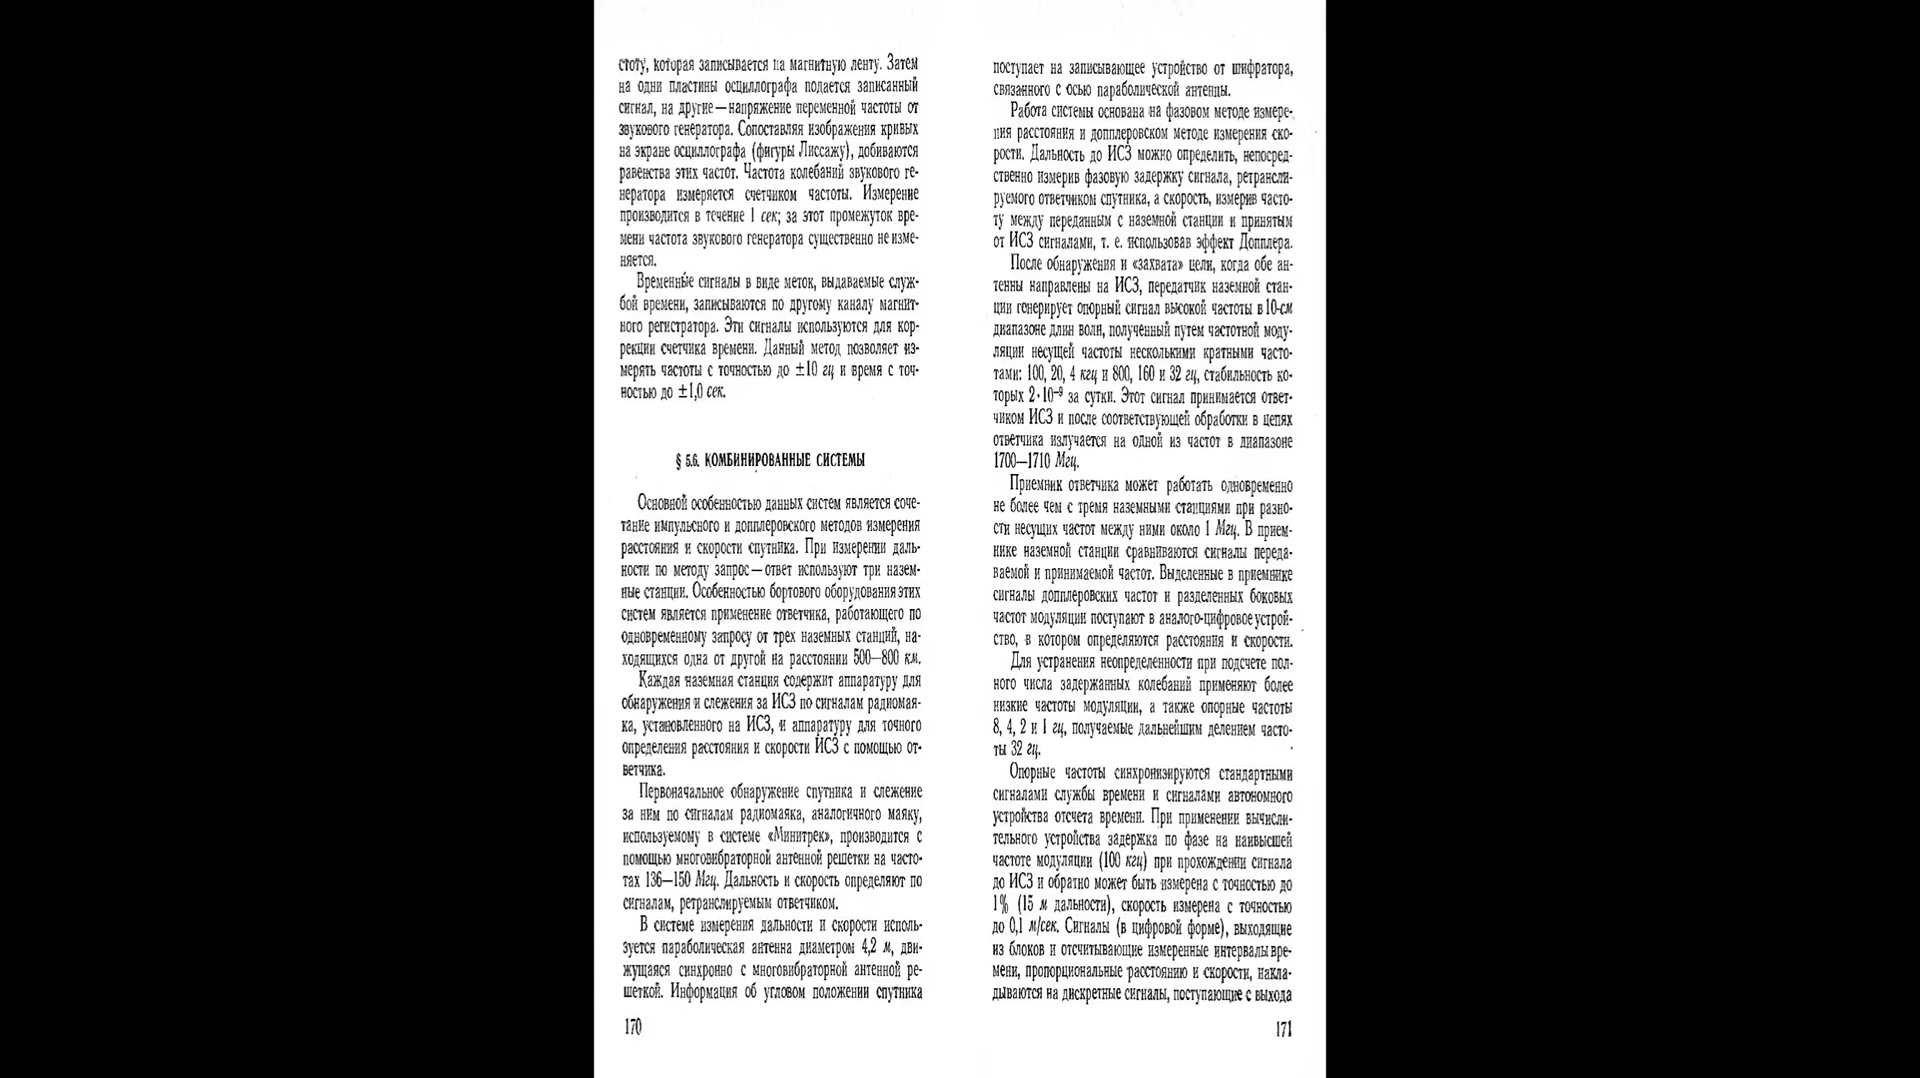 стоту, которая записывается на магнитную ленту. Затем
на одни пластины осциллографа подается записанный
сигнал, на другие — напряжение переменной частоты от
звукового генератора. Сопоставляя изображения кривых
на экране осциллографа (фигуры Лиссажу), добиваются
равенства этих частот. Частота колебаний звукового ге-
нератора измеряется счетчиком частоты. Измерение
производится в течение 1 сек; за этот промежуток вре-
мени частота звукового генератора существенно не изме-
няется.
Временные сигналы в виде меток, выдаваемые служ-
бой времени, записываются по другому каналу магнит-
ного регистратора. Эти сигналы используются для кор-
рекции счетчика времени. Данный метод позволяет из-
мерять частоты с точностью до ±10 гц и время с точ-
ностью до ±1,0 сек.
§ 5.6. КОМБИНИРОВАННЫЕ СИСТЕМЫ
Основной особенностью данных систем является соче-
тание импульсного и допплеровского методов измерения
расстояния и скорости спутника. При измерении даль-
ности по методу запрос — ответ используют три назем-
ные станции. Особенностью бортового оборудования этих
систем является применение ответчика, работающего по
одновременному запросу от трех наземных станций, на-
ходящихся одна от другой на расстоянии 500—800 км.
Каждая наземная станция содержит аппаратуру для
обнаружения и слежения за ИСЗ по сигналам радиомая-
ка, установленного на ИСЗ, и аппаратуру для точного
определения расстояния и скорости ИСЗ с помощью от-
ветчика.
Первоначальное обнаружение спутника и слежение
за ним по сигналам радиомаяка, аналогичного маяку,
используемому в системе «Минитрек», производится с
помощью многовибраторной антенной решетки на часто-
тах 136—150 Мгц. Дальность и скорость определяют по
сигналам, ретранслируемым ответчиком.
В системе измерения дальности и скорости исполь-
зуется параболическая антенна диаметром 4,2 м, дви-
жущаяся синхронно с многовибраторной антенной ре-
шеткой. Информация об угловом положении спутника
170
поступает на записывающее устройство от шифратора,
связанного с осью параболической антенны.
Работа системы основана на фазовом методе измере-
ния расстояния и допплеровском методе измерения ско-
рости. Дальность до ИСЗ можно определить, непосред-
ственно измерив фазовую задержку сигнала, ретрансли-
руемого ответчиком спутника, а скорость, измерив часто-
ту между переданным с наземной станции и принятым
от ИСЗ сигналами, т. е. использовав эффект Допплера.
После обнаружения и «захвата» цели, когда обе ан-
тенны направлены на ИСЗ, передатчик наземной стан-
ции генерирует опорный сигнал высокой частоты в 10-см
диапазоне длин волн, полученный путем частотной моду-
ляции несущей частоты несколькими кратными часто-
тами: 100, 20, 4 кгц и 800, 160 и 32 гц, стабильность ко-
торых 2·10⁻⁹ за сутки. Этот сигнал принимается ответ-
чиком ИСЗ и после соответствующей обработки в цепях
ответчика излучается на одной из частот в диапазоне
1700—1710 Мгц.
Приемник ответчика может работать одновременно
не более чем с тремя наземными станциями при разно-
сти несущих частот между ними около 1 Мгц. В прием-
нике наземной станции сравниваются сигналы переда-
ваемой и принимаемой частот. Выделенные в приемнике
сигналы допплеровских частот и разделенных боковых
частот модуляции поступают в аналого-цифровое устрой-
ство, в котором определяются расстояния и скорости.
Для устранения неопределенности при подсчете пол-
ного числа задержанных колебаний применяют более
низкие частоты модуляции, а также опорные частоты
8, 4, 2 и 1 гц, получаемые дальнейшим делением часто-
ты 32 гц.
Опорные частоты синхронизируются стандартными
сигналами службы времени и сигналами автономного
устройства отсчета времени. При применении вычисли-
тельного устройства задержка по фазе на наивысшей
частоте модуляции (100 кгц) при прохождении сигнала
до ИСЗ и обратно может быть измерена с точностью до
1% (15 м дальности), скорость измерена с точностью
до 0,1 м/сек. Сигналы (в цифровой форме), выходящие
из блоков и отсчитывающие измеренные интервалы вре-
мени, пропорциональные расстоянию и скорости, накла-
дываются на дискретные сигналы, поступающие с выхода
171